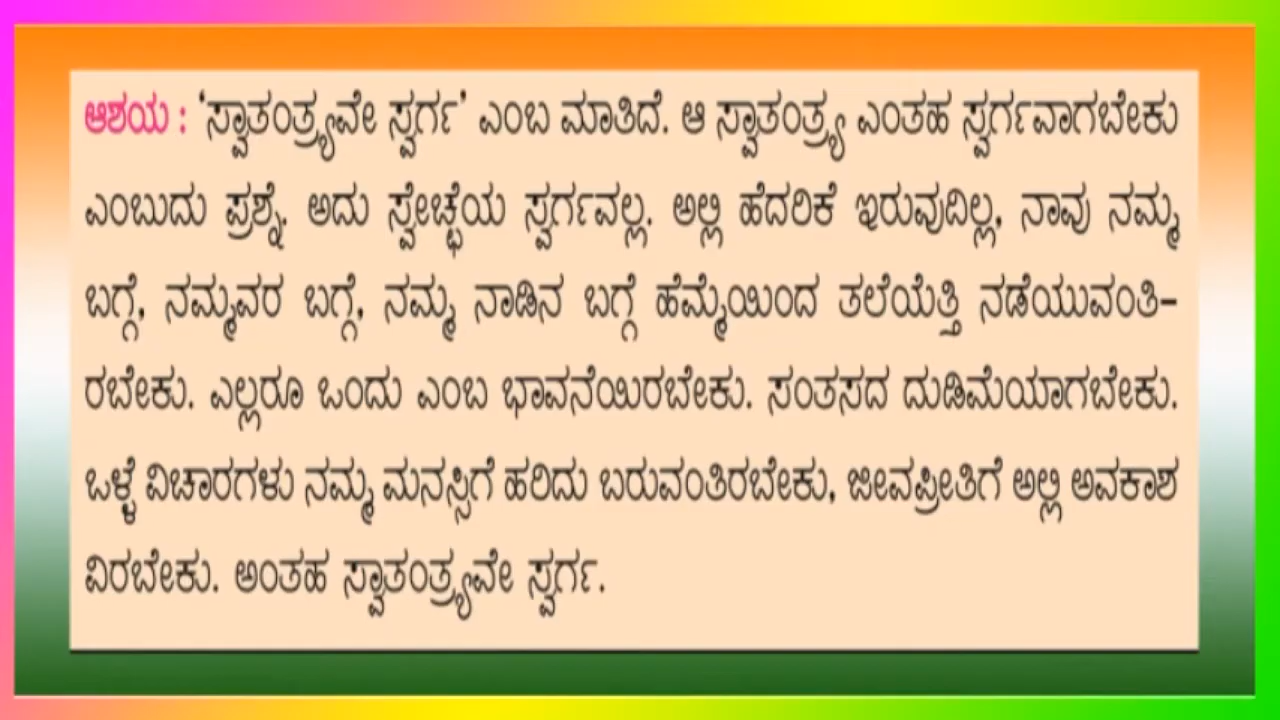 ಆಶಯ : ‘ಸ್ವಾತಂತ್ರ್ಯವೇ ಸ್ವರ್ಗ’ ಎಂಬ ಮಾತಿದೆ. ಆ ಸ್ವಾತಂತ್ರ್ಯ ಎಂತಹ ಸ್ವರ್ಗವಾಗಬೇಕು
ಎಂಬುದು ಪ್ರಶ್ನೆ. ಅದು ಸ್ವೇಚ್ಛೆಯ ಸ್ವರ್ಗವಲ್ಲ. ಅಲ್ಲಿ ಹೆದರಿಕೆ ಇರುವುದಿಲ್ಲ, ನಾವು ನಮ್ಮ
ಬಗ್ಗೆ, ನಮ್ಮವರ ಬಗ್ಗೆ, ನಮ್ಮ ನಾಡಿನ ಬಗ್ಗೆ ಹೆಮ್ಮೆಯಿಂದ ತಲೆಯೆತ್ತಿ ನಡೆಯುವಂತಿ–
ರಬೇಕು. ಎಲ್ಲರೂ ಒಂದು ಎಂಬ ಭಾವನೆಯಿರಬೇಕು. ಸಂತಸದ ದುಡಿಮೆಯಾಗಬೇಕು.
ಒಳ್ಳೆ ವಿಚಾರಗಳು ನಮ್ಮ ಮನಸ್ಸಿಗೆ ಹರಿದು ಬರುವಂತಿರಬೇಕು, ಜೀವಪ್ರೀತಿಗೆ ಅಲ್ಲಿ ಅವಕಾಶ
ವಿರಬೇಕು. ಅಂತಹ ಸ್ವಾತಂತ್ರ್ಯವೇ ಸ್ವರ್ಗ.